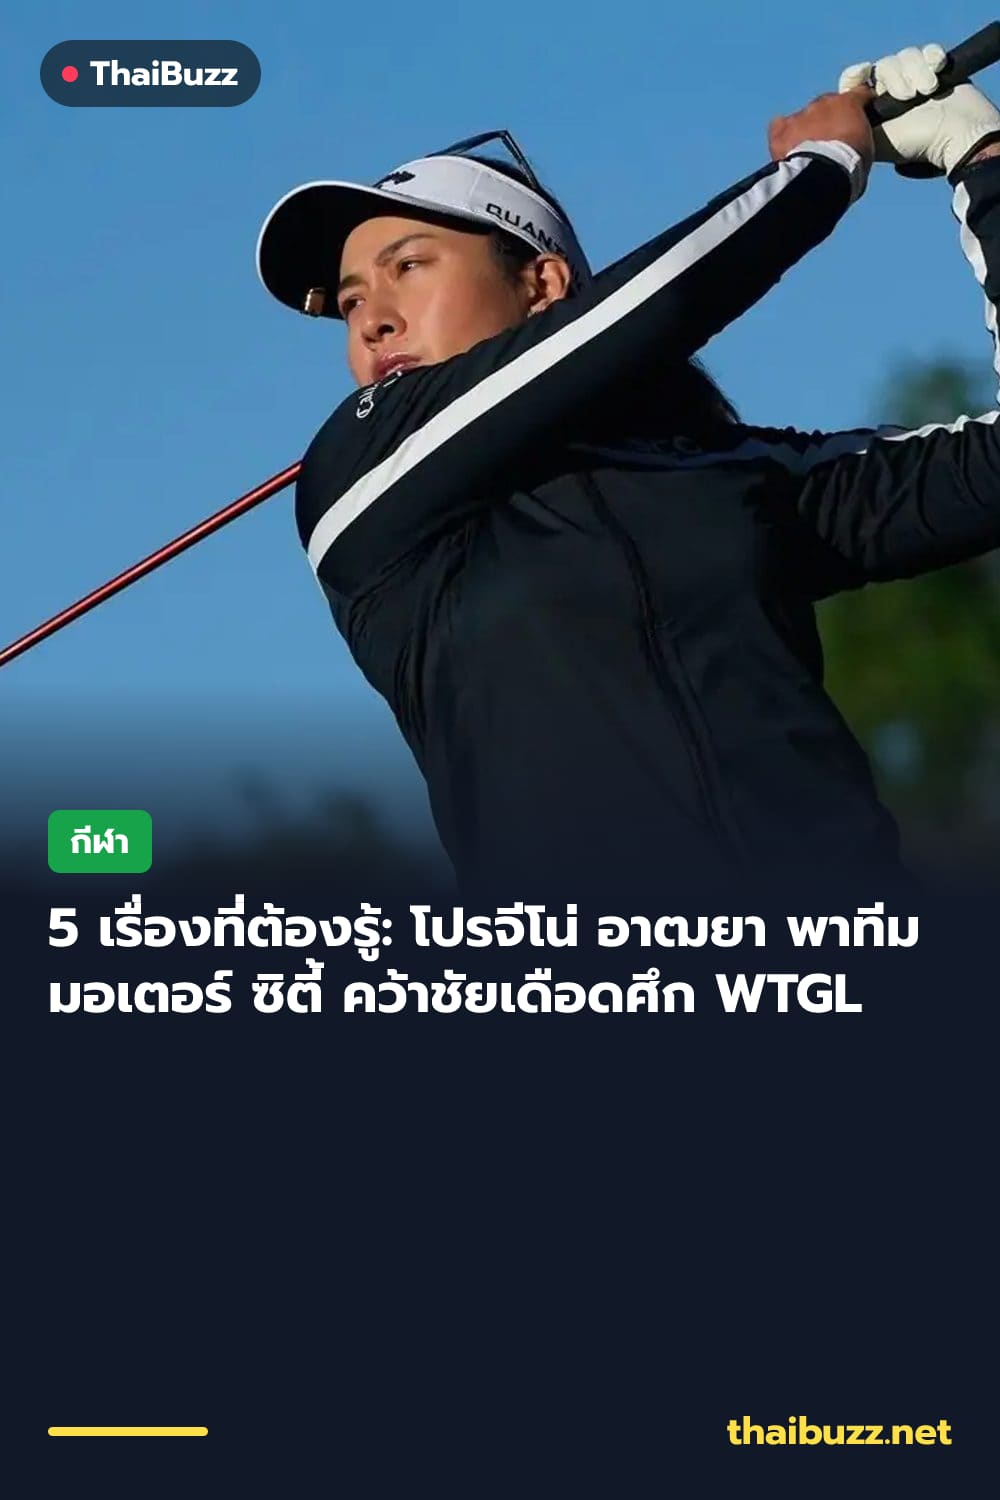 ThaiBuzz
QUANT
Call
กีฬา
5 เรื่องที่ต้องรู้: โปรจีโน่ อาฒยา พาทีม
มอเตอร์ ซิตี้ คว้าชัยเดือดศึก WTGL
thaibuzz.net